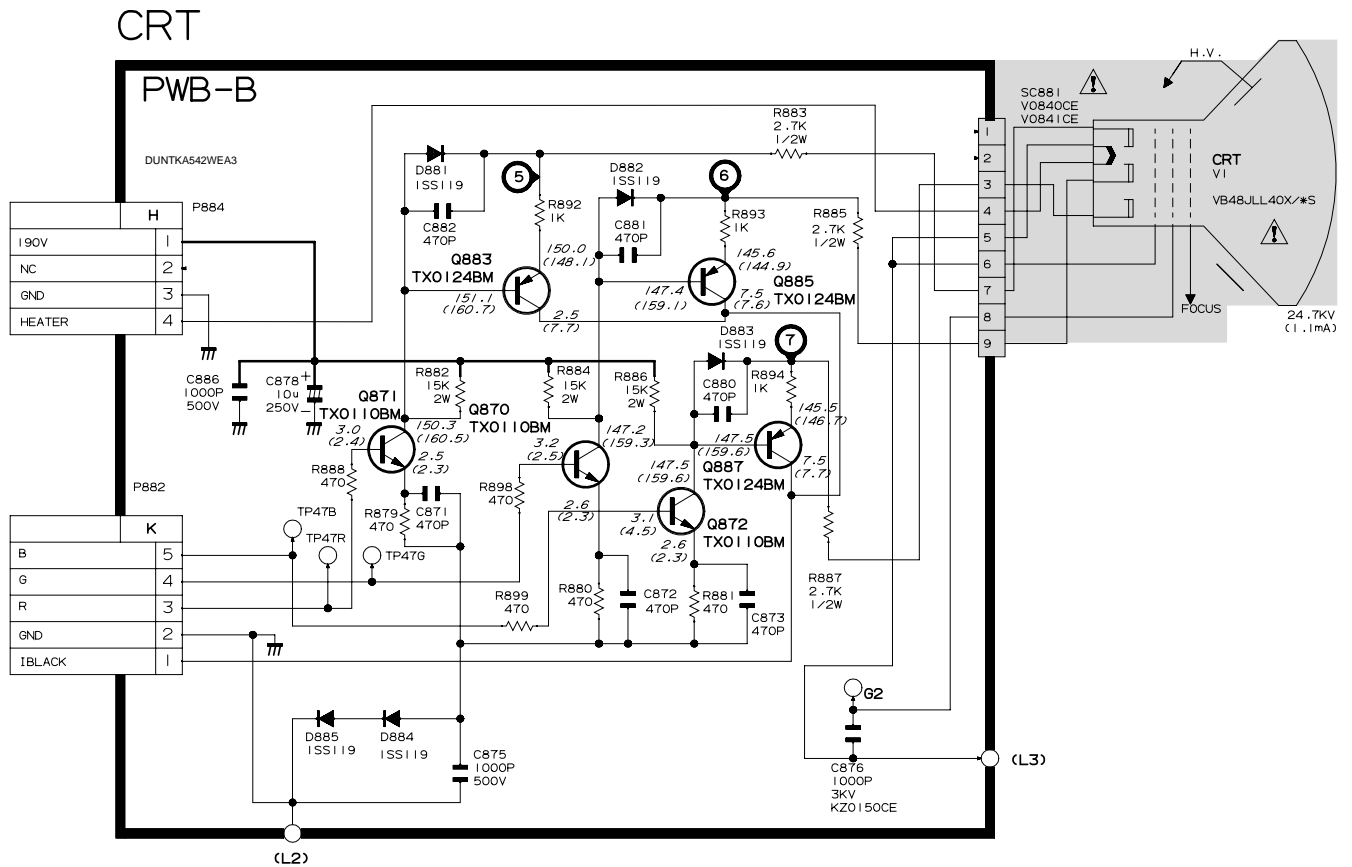 CRT
PWB-B
DUNTKA542WEA3
H.V.
SC881
V0840CE
V0841CE
CRT
V1
VB48JLL40X/*S
FOCUS
24.7KV
(1.1mA)
1
2
3
4
5
6
7
8
9
R883
2.7K
1/2W
D881
1SS119
5
D882
1SS119
6
P884
H
190V
1
NC
2
GND
3
HEATER
4
C882
470P
R892
1K
C881
470P
R893
1K
R885
2.7K
1/2W
Q883
TX0124BM
150.0
(148.1)
151.1
(160.7)
2.5
(7.7)
145.6
(144.9)
147.4
(159.1)
7.5
(7.6)
Q885
TX0124BM
D883
1SS119
7
C886
1000P
500V
C878
10u
250V
+
−
R882
15K
2W
R884
15K
2W
R886
15K
2W
C880
470P
R894
1K
Q871
TX0110BM
150.3
(160.5)
3.0
(2.4)
2.5
(2.3)
Q870
TX0110BM
147.2
(159.3)
3.2
(2.5)
2.6
(2.3)
145.5
(146.7)
147.5
(159.6)
7.5
(7.7)
Q887
TX0124BM
147.5
(159.6)
3.1
(4.5)
2.6
(2.3)
Q872
TX0110BM
R888
470
R879
470
C871
470P
R898
470
P882
K
B
5
G
4
R
3
GND
2
IBLACK
1
TP47B
TP47R
TP47G
R899
470
R880
470
C872
470P
R881
470
C873
470P
R887
2.7K
1/2W
D885
1SS119
D884
1SS119
C875
1000P
500V
G2
C876
1000P
3KV
KZ0150CE
(L3)
(L2)